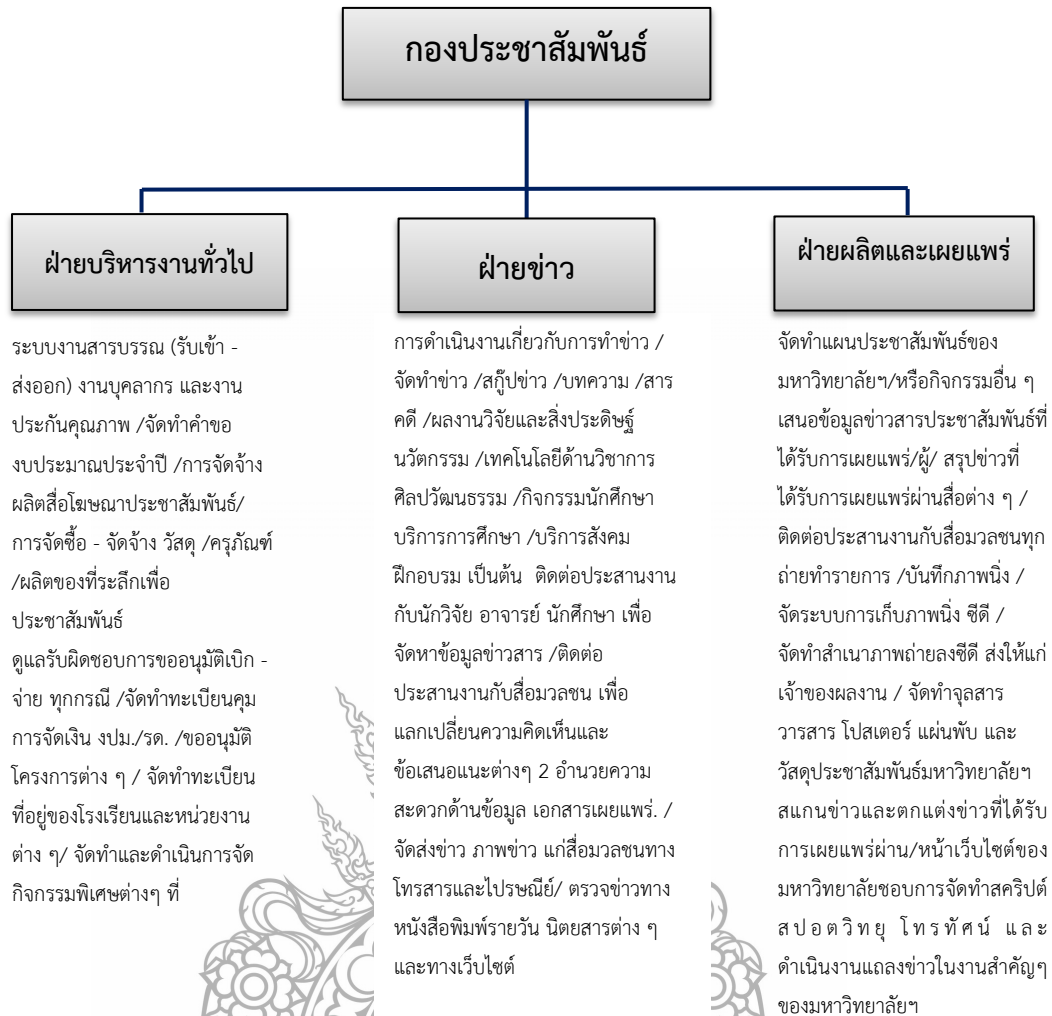 กองประชาสัมพันธ์
ฝ่ายบริหารงานทั่วไป
ระบบงานสารบรรณ (รับเข้า -
ส่งออก) งานบุคลากร และงาน
ประกันคุณภาพ /จัดทำคำขอ
งบประมาณประจำปี /การจัดจ้าง
ผลิตสื่อโฆษณาประชาสัมพันธ์/
การจัดซื้อ - จัดจ้าง วัสดุ /ครุภัณฑ์
/ผลิตของที่ระลึกเพื่อ
ประชาสัมพันธ์
ดูแลรับผิดชอบการขออนุมัติเบิก -
จ่าย ทุกกรณี /จัดทำทะเบียนคุม
การจัดเงิน งปม./รด. /ขออนุมัติ
โครงการต่าง ๆ / จัดทำทะเบียน
ที่อยู่ของโรงเรียนและหน่วยงาน
ต่าง ๆ/ จัดทำและดำเนินการจัด
กิจกรรมพิเศษต่างๆ ที่
ฝ่ายข่าว
การดำเนินงานเกี่ยวกับการทำข่าว /
จัดทำข่าว /สกู๊ปข่าว /บทความ /สาร
คดี /ผลงานวิจัยและสิ่งประดิษฐ์
นวัตกรรม /เทคโนโลยีด้านวิชาการ
ศิลปวัฒนธรรม /กิจกรรมนักศึกษา
บริการการศึกษา /บริการสังคม
ฝึกอบรม เป็นต้น ติดต่อประสานงาน
กับนักวิจัย อาจารย์ นักศึกษา เพื่อ
จัดหาข้อมูลข่าวสาร /ติดต่อ
ประสานงานกับสื่อมวลชน เพื่อ
แลกเปลี่ยนความคิดเห็นและ
ข้อเสนอแนะต่างๆ 2 อำนวยความ
สะดวกด้านข้อมูล เอกสารเผยแพร่. /
จัดส่งข่าว ภาพข่าว แก่สื่อมวลชนทาง
โทรสารและไปรษณีย์/ ตรวจข่าวทาง
หนังสือพิมพ์รายวัน นิตยสารต่าง ๆ
และทางเว็บไซต์
ฝ่ายผลิตและเผยแพร่
จัดทำแผนประชาสัมพันธ์ของ
มหาวิทยาลัยฯ/หรือกิจกรรมอื่น ๆ
เสนอข้อมูลข่าวสารประชาสัมพันธ์ที่
ได้รับการเผยแพร่/ผู้/ สรุปข่าวที่
ได้รับการเผยแพร่ผ่านสื่อต่าง ๆ /
ติดต่อประสานงานกับสื่อมวลชนทุก
ถ่ายทำรายการ /บันทึกภาพนิ่ง /
จัดระบบการเก็บภาพนิ่ง ซีดี /
จัดทำสำเนาภาพถ่ายลงซีดี ส่งให้แก่
เจ้าของผลงาน / จัดทำจุลสาร
วารสาร โปสเตอร์ แผ่นพับ และ
วัสดุประชาสัมพันธ์มหาวิทยาลัยฯ
สแกนข่าวและตกแต่งข่าวที่ได้รับ
การเผยแพร่ผ่าน/หน้าเว็บไซต์ของ
มหาวิทยาลัยชอบการจัดทำสคริปต์
สปอตวิทยุ โทรทัศน์ และ
ดำเนินงานแถลงข่าวในงานสำคัญๆ
ของมหาวิทยาลัยฯ